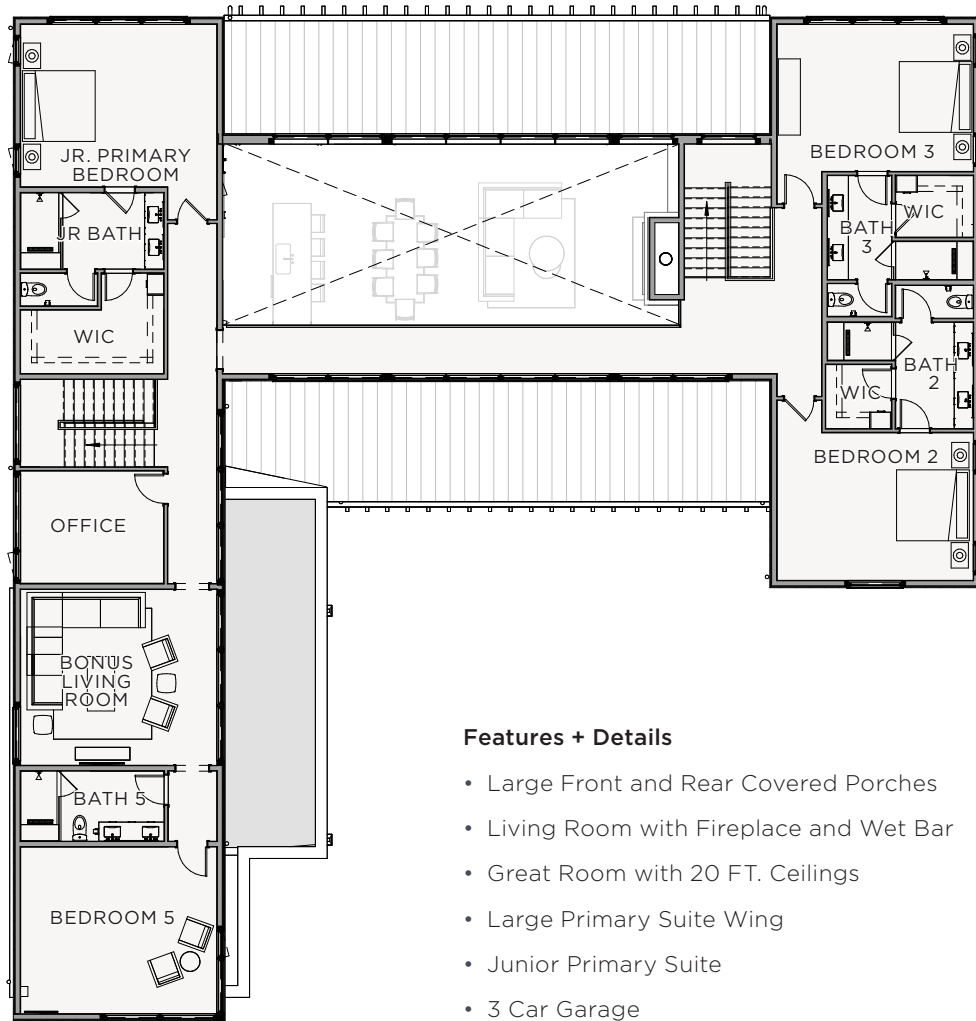 JR. PRIMARY
BEDROOM
JR BATH
WIC
OFFICE
BONUS
LIVING
ROOM
BATH 5
BEDROOM 5
BEDROOM 3
BATH
3
WIC
BATH
2
WIC
BEDROOM 2
Features + Details
• Large Front and Rear Covered Porches
• Living Room with Fireplace and Wet Bar
• Great Room with 20 FT. Ceilings
• Large Primary Suite Wing
• Junior Primary Suite
• 3 Car Garage